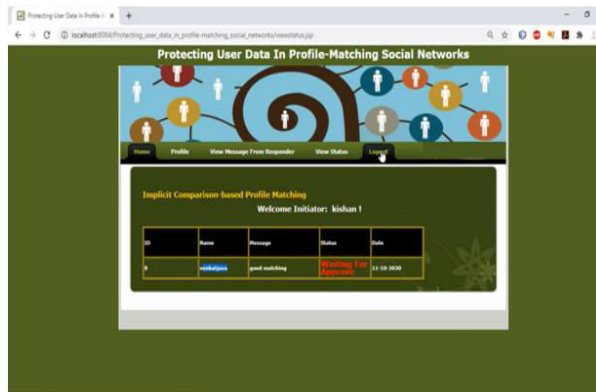 Protecting User Data in Profile-M
localhost:8084/Protecting_user_data_in_profile-matching_social_networks/viewstatus.jsp
Protecting User Data In Profile-Matching Social Networks
Home Profile View Message From Responder View Status Logout
Implicit Comparison-based Profile Matching
Welcome Initiator: kishan !
ID Name Message Status Date
8 venkatjava good matching Waiting For Approve 13-10-2020